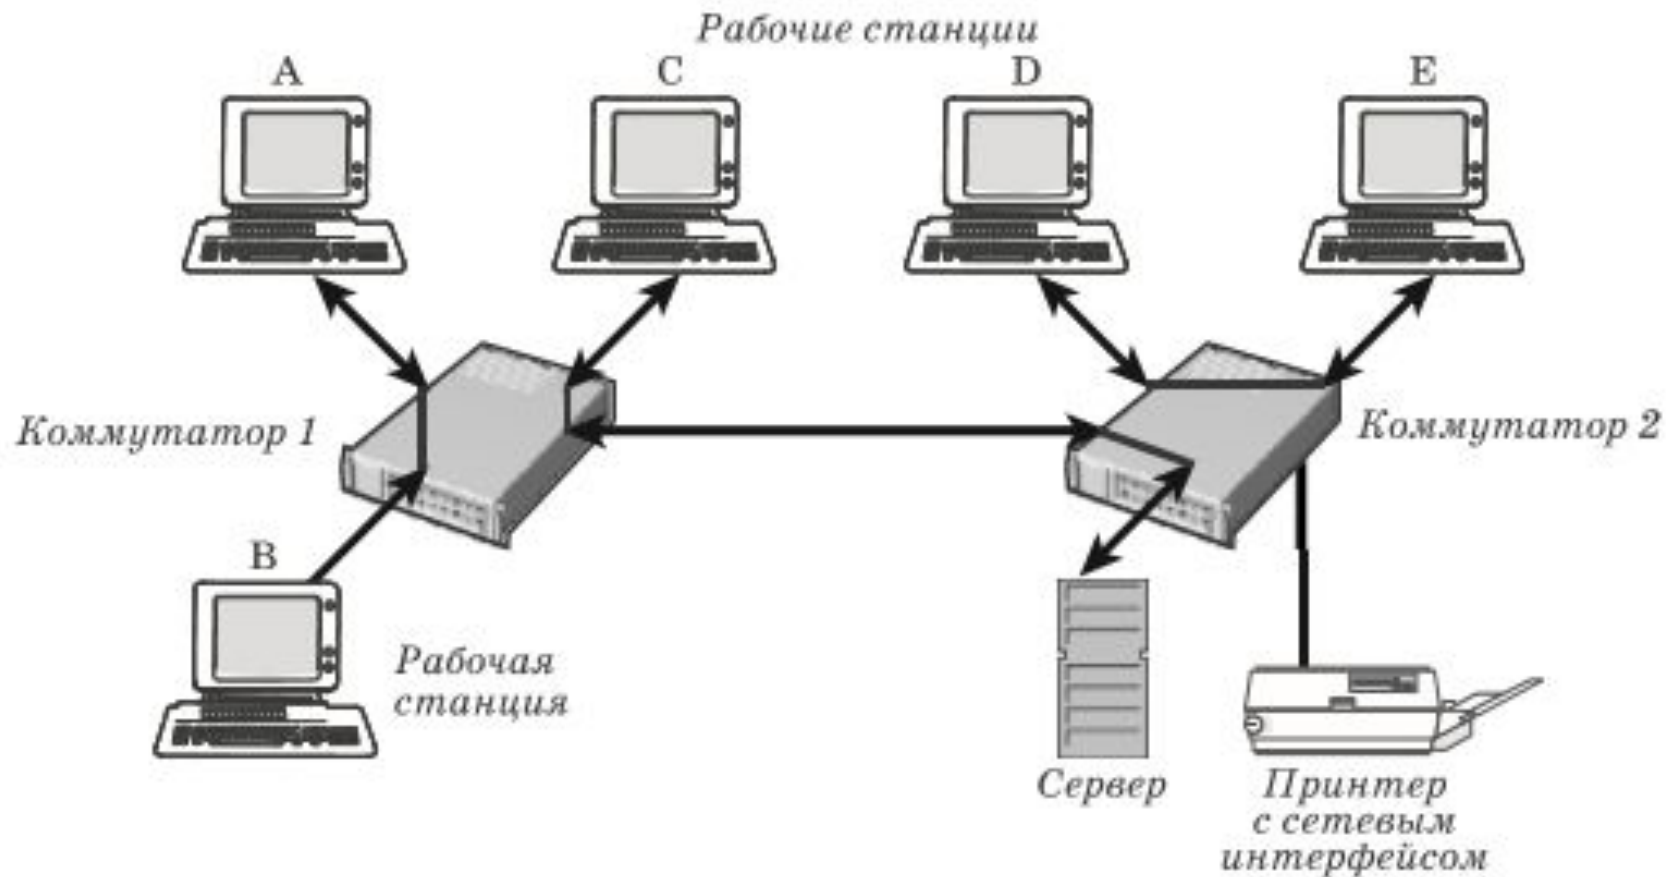 Рабочие станции
A
C
D
E
Коммутатор 1
Коммутатор 2
B
Рабочая
станция
Сервер
Принтер
с сетевым
интерфейсом